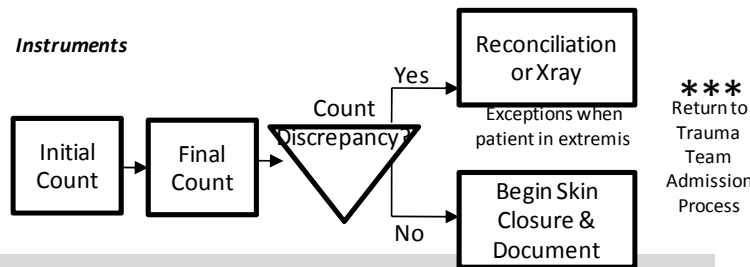 Instruments
Initial
Count
Final
Count
Count
Discrepancy?
Yes
No
Reconciliation
or Xray
Exceptions when
patient in extremis
Begin Skin
Closure &
Document
***
Return to
Trauma
Team
Admission
Process